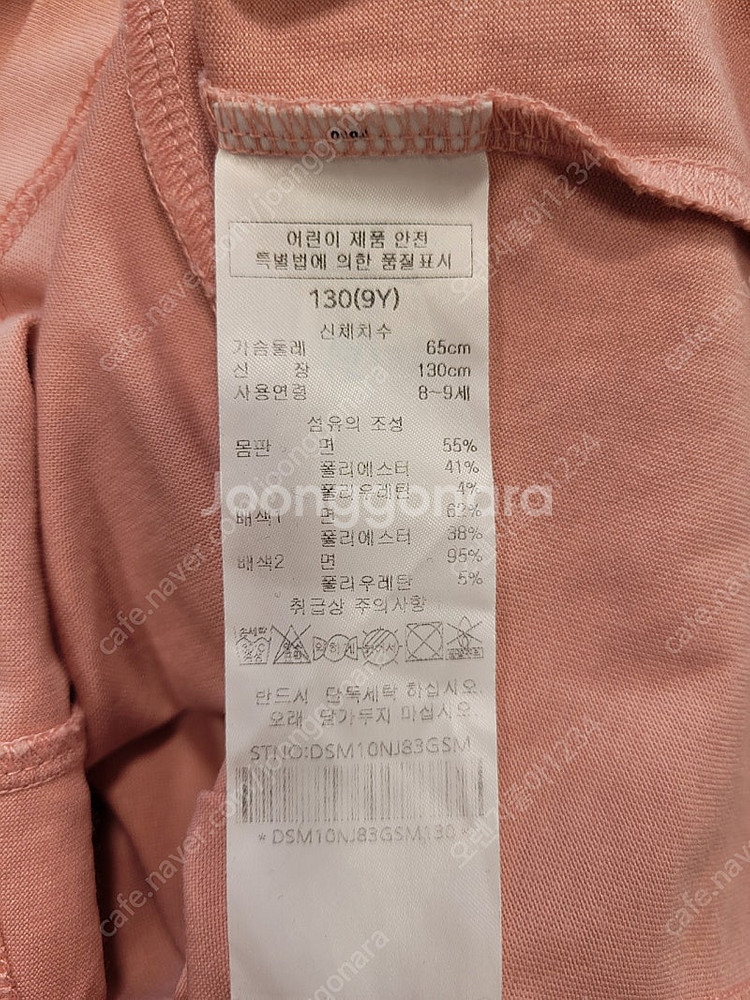 어린이 제품 안전
특별법에 의한 품질표시
130(9Y)
신체치수
가슴둘레 65cm
신 장 130cm
사용연령 8~9세
섬유의 조성
몸판 면 55%
폴리에스터 41%
폴리우레탄 4%
배색1 면 62%
폴리에스터 38%
배색2 면 95%
폴리우레탄 5%
취급상 주의사항
반드시 단독세탁 하십시오.
오래 담가두지 마십시오.
STNO:DSM10NJ83GSM
*DSM10NJ83GSM130*
Joonggonara